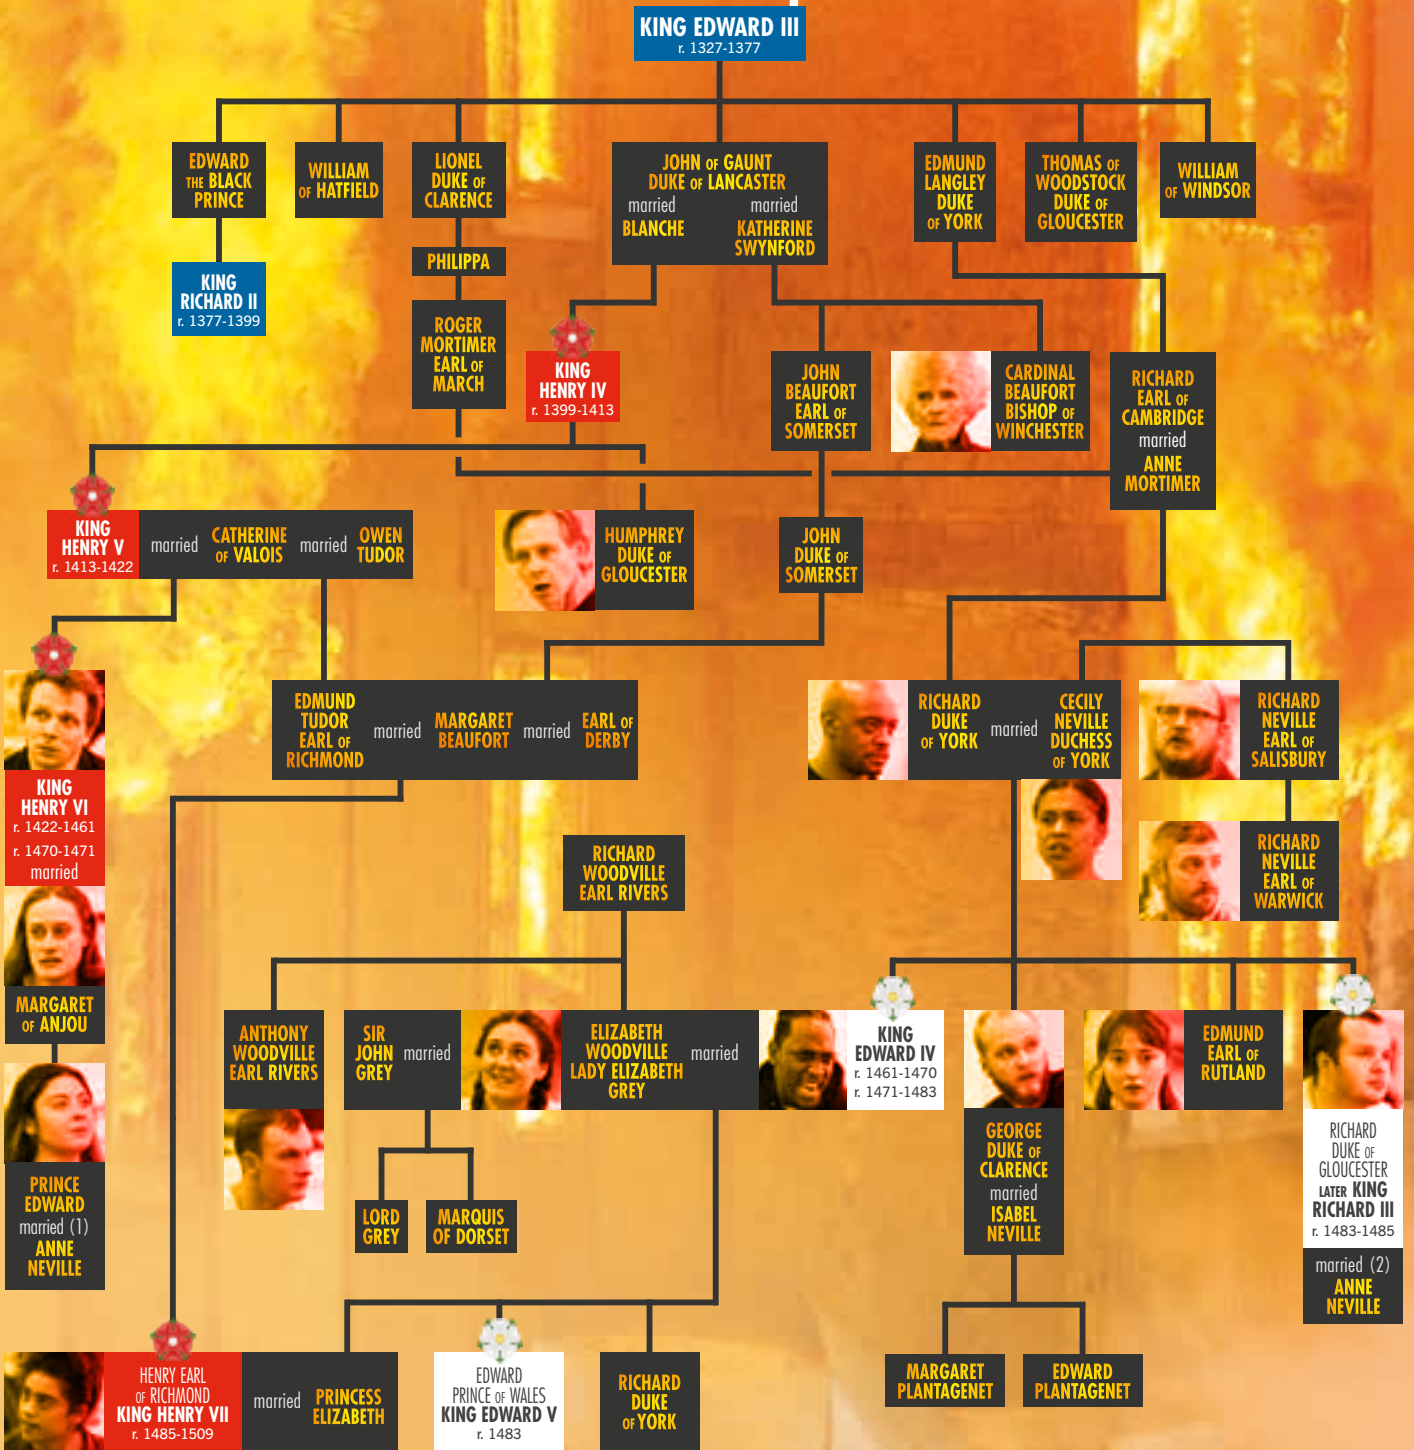 KING EDWARD III
r. 1327-1377
EDWARD
THE BLACK
PRINCE
WILLIAM
OF HATFIELD
LIONEL
DUKE OF
CLARENCE
JOHN OF GAUNT
DUKE OF LANCASTER
married
BLANCHE
married
KATHERINE
SWYNFORD
EDMUND
LANGLEY
DUKE
OF YORK
THOMAS OF
WOODSTOCK
DUKE OF
GLOUCESTER
WILLIAM
OF WINDSOR
KING
RICHARD II
r. 1377-1399
PHILIPPA
ROGER
MORTIMER
EARL OF
MARCH
KING
HENRY IV
r. 1399-1413
JOHN
BEAUFORT
EARL OF
SOMERSET
CARDINAL
BEAUFORT
BISHOP OF
WINCHESTER
RICHARD
EARL OF
CAMBRIDGE
married
ANNE
MORTIMER
KING
HENRY V
r. 1413-1422
married
CATHERINE
OF VALOIS
married
OWEN
TUDOR
HUMPHREY
DUKE OF
GLOUCESTER
JOHN
DUKE OF
SOMERSET
EDMUND
TUDOR
EARL OF
RICHMOND
married
MARGARET
BEAUFORT
married
EARL OF
DERBY
RICHARD
DUKE
OF YORK
married
CECILY
NEVILLE
DUCHESS
OF YORK
RICHARD
NEVILLE
EARL OF
SALISBURY
KING
HENRY VI
r. 1422-1461
r. 1470-1471
married
MARGARET
OF ANJOU
RICHARD
WOODVILLE
EARL RIVERS
RICHARD
NEVILLE
EARL OF
WARWICK
ANTHONY
WOODVILLE
EARL RIVERS
SIR
JOHN
GREY
married
ELIZABETH
WOODVILLE
LADY ELIZABETH
GREY
married
KING
EDWARD IV
r. 1461-1470
r. 1471-1483
GEORGE
DUKE OF
CLARENCE
married
ISABEL
NEVILLE
EDMUND
EARL OF
RUTLAND
RICHARD
DUKE OF
GLOUCESTER
LATER KING
RICHARD III
r. 1483-1485
married (2)
ANNE
NEVILLE
PRINCE
EDWARD
married (1)
ANNE
NEVILLE
LORD
GREY
MARQUIS
OF DORSET
HENRY EARL
OF RICHMOND
KING HENRY VII
r. 1485-1509
married
PRINCESS
ELIZABETH
EDWARD
PRINCE OF WALES
KING EDWARD V
r. 1483
RICHARD
DUKE
OF YORK
MARGARET
PLANTAGENET
EDWARD
PLANTAGENET